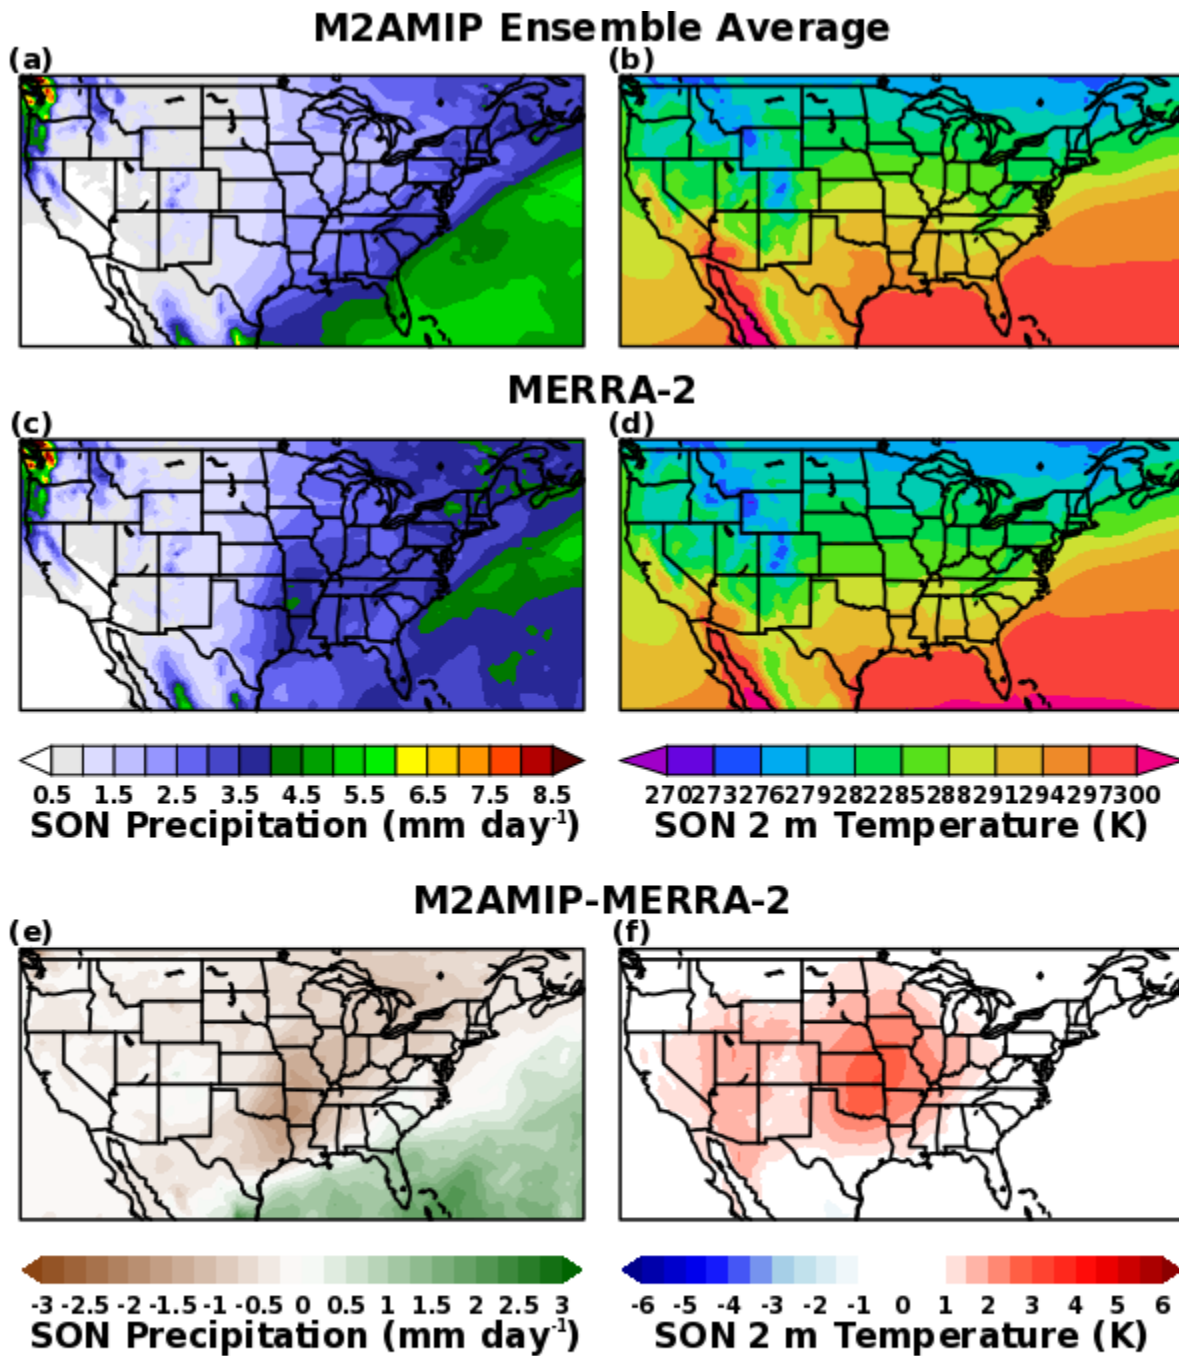 M2AMIP Ensemble Average
(a) (b)
MERRA-2
(c) (d)
0.5 1.5 2.5 3.5 4.5 5.5 6.5 7.5 8.5
270273276279282285288291294297300
SON Precipitation (mm day-1)
SON 2 m Temperature (K)
M2AMIP-MERRA-2
(e) (f)
-3 -2.5 -2 -1.5 -1 -0.5 0 0.5 1 1.5 2 2.5 3
-6 -5 -4 -3 -2 -1 0 1 2 3 4 5 6
SON Precipitation (mm day-1)
SON 2 m Temperature (K)